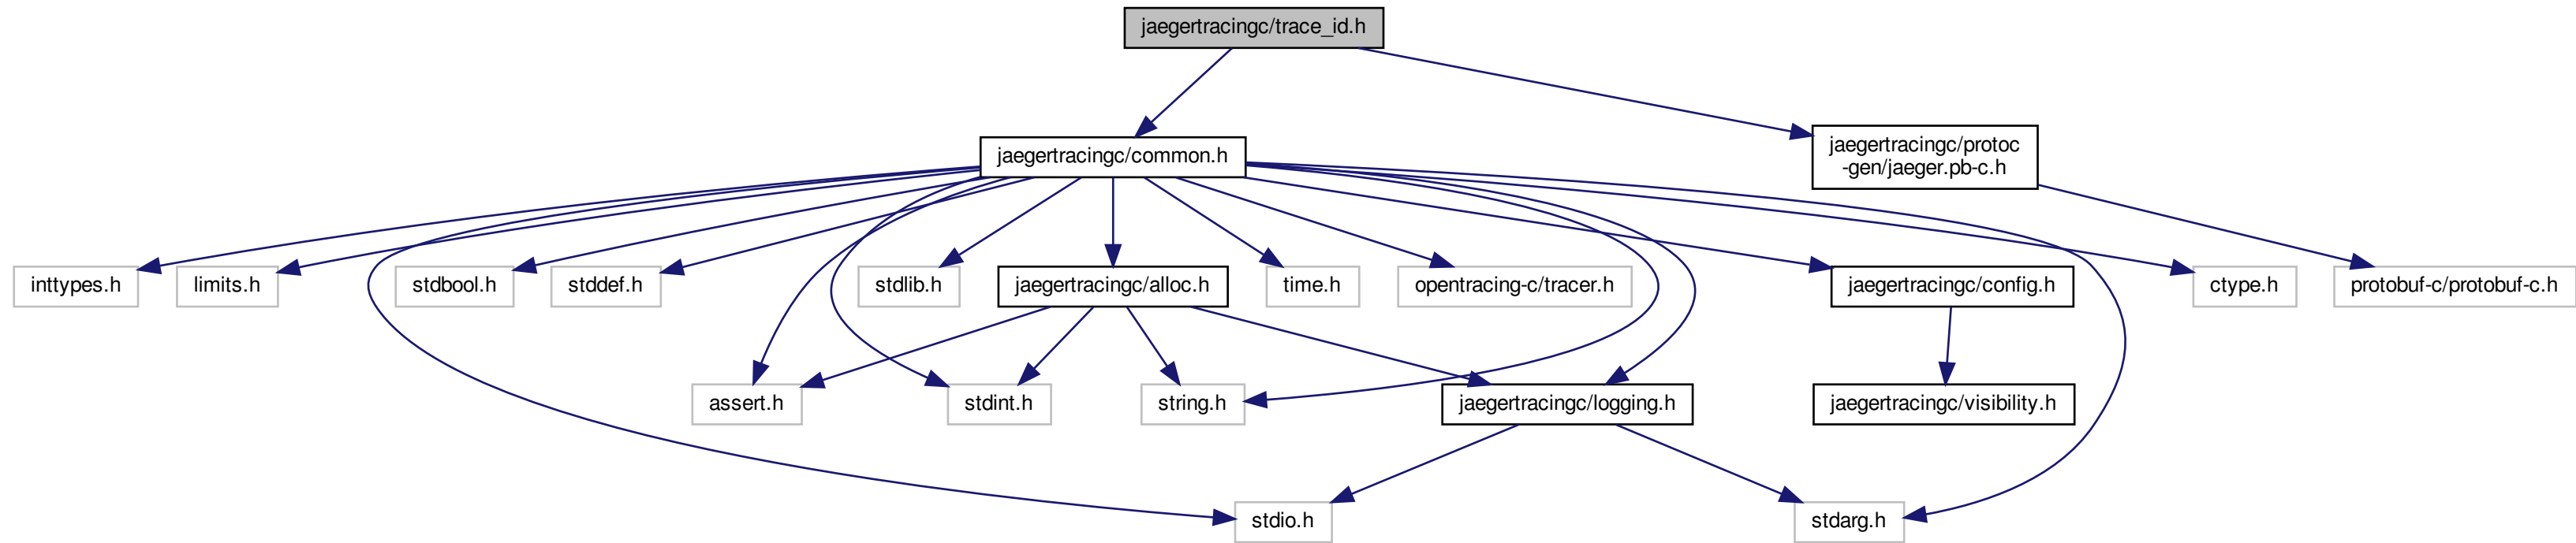 jaegertracingc/trace_id.h
jaegertracingc/common.h
jaegertracingc/protoc
-gen/jaeger.pb-c.h
inttypes.h
limits.h
stdbool.h
stddef.h
stdlib.h
jaegertracingc/alloc.h
time.h
opentracing-c/tracer.h
jaegertracingc/config.h
ctype.h
protobuf-c/protobuf-c.h
assert.h
stdint.h
string.h
jaegertracingc/logging.h
jaegertracingc/visibility.h
stdio.h
stdarg.h